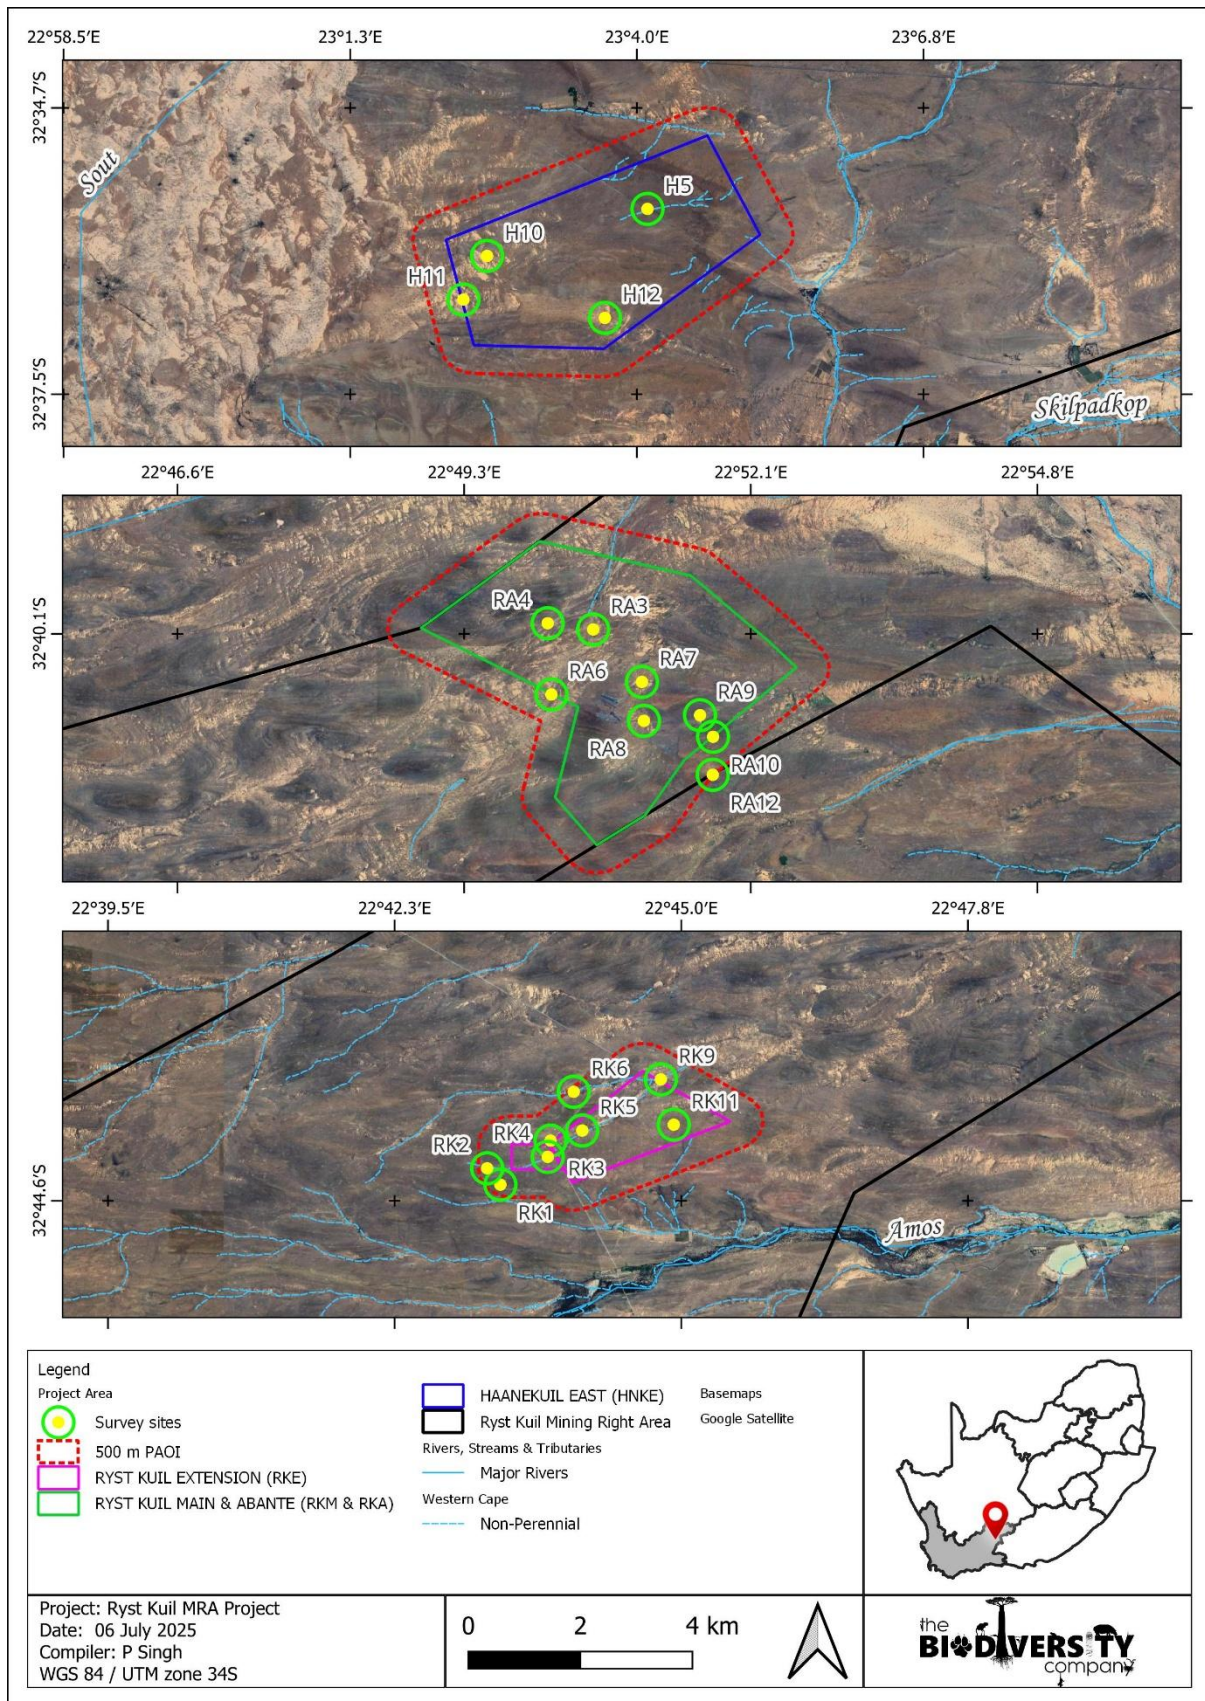 22°58.5'E 23°1.3'E 23°4.0'E 23°6.8'E
32°34.7'S
Sout
H5
H10
H11
H12
32°37.5'S
Skilpadkop
22°46.6'E 22°49.3'E 22°52.1'E 22°54.8'E
32°40.1'S
RA4
RA3
RA7
RA6
RA9
RA8
RA10
RA12
22°39.5'E 22°42.3'E 22°45.0'E 22°47.8'E
RK9
RK6
RK11
RK5
RK4
RK2
RK3
RK1
32°44.6'S
Amos
Legend
Project Area
Survey sites
500 m PAOI
RYST KUIL EXTENSION (RKE)
RYST KUIL MAIN & ABANTE (RKM & RKA)
HAANEKUIL EAST (HNKE)
Ryst Kuil Mining Right Area
Rivers, Streams & Tributaries
Major Rivers
Western Cape
Non-Perennial
Basemaps
Google Satellite
Project: Ryst Kuil MRA Project
Date: 06 July 2025
Compiler: P Singh
WGS 84 / UTM zone 34S
0 2 4 km
the
BIODIVERSITY
company